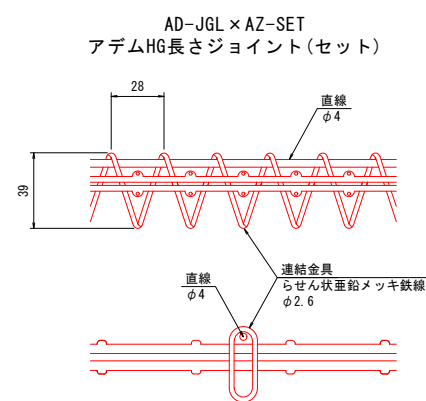 AD-JGL×AZ-SET
アデムHG長さジョイント(セット)
28
直線
φ4
39
連結金具
らせん状亜鉛メッキ鉄線
φ2.6
直線
φ4